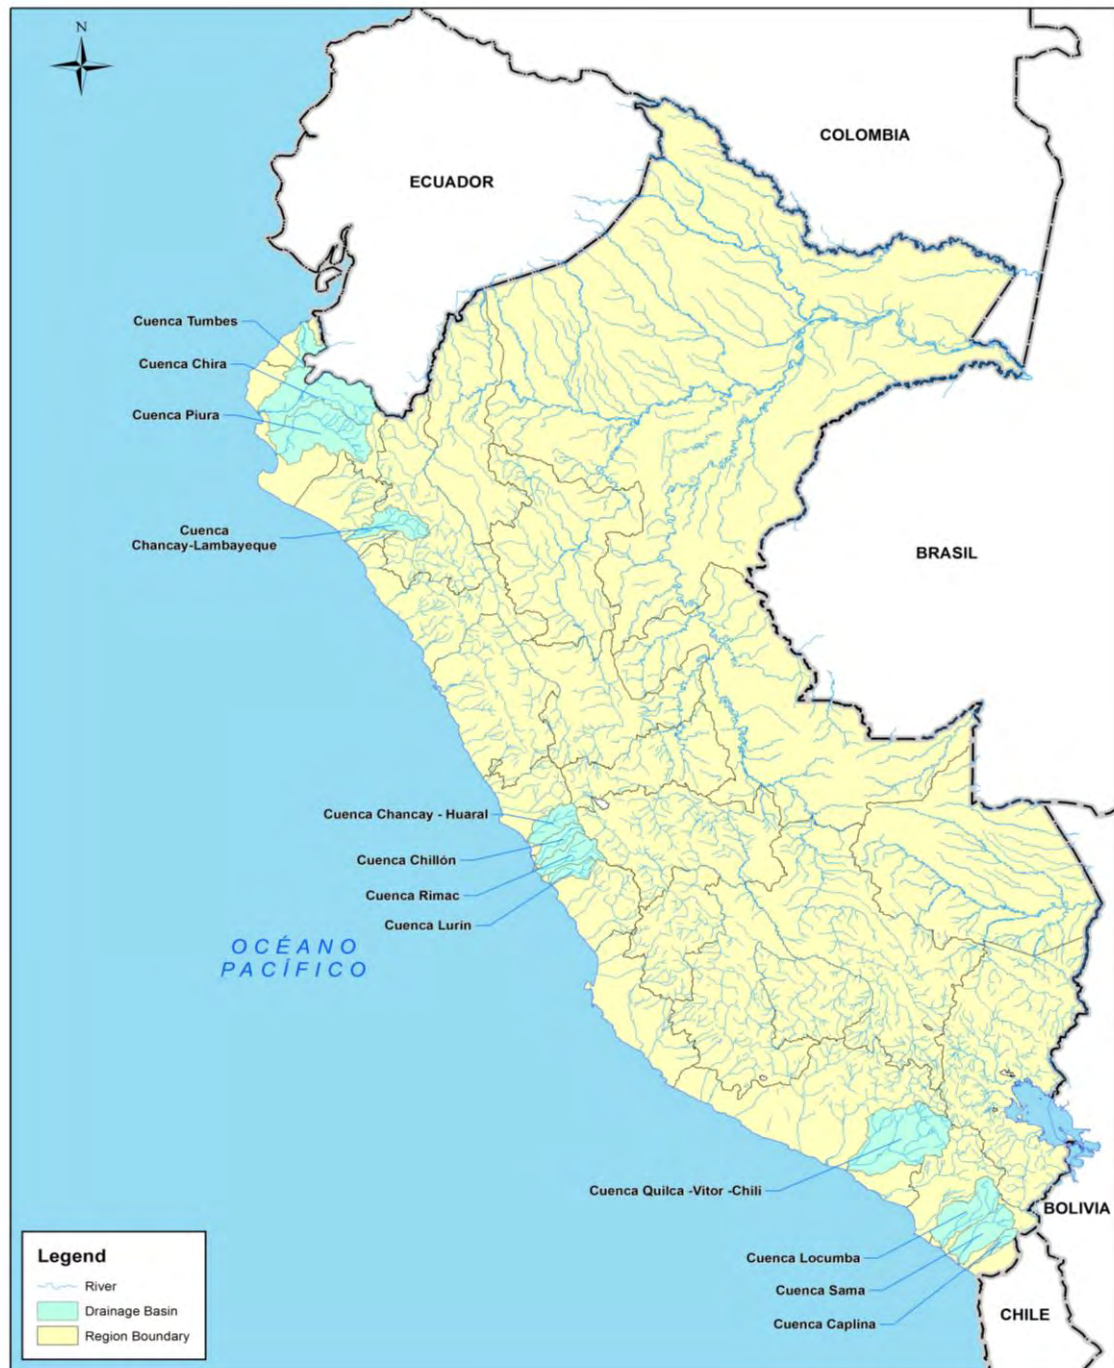 N
COLOMBIA
ECUADOR
Cuenca Tumbes
Cuenca Chira
Cuenca Piura
Cuenca
Chancay-Lambayeque
BRASIL
Cuenca Chancay - Huaral
Cuenca Chillón
Cuenca Rimac
Cuenca Lurín
OCÉANO
PACÍFICO
Cuenca Quilca -Vitor -Chili
BOLIVIA
Cuenca Locumba
Cuenca Sama
Cuenca Caplina
CHILE
Legend
River
Drainage Basin
Region Boundary